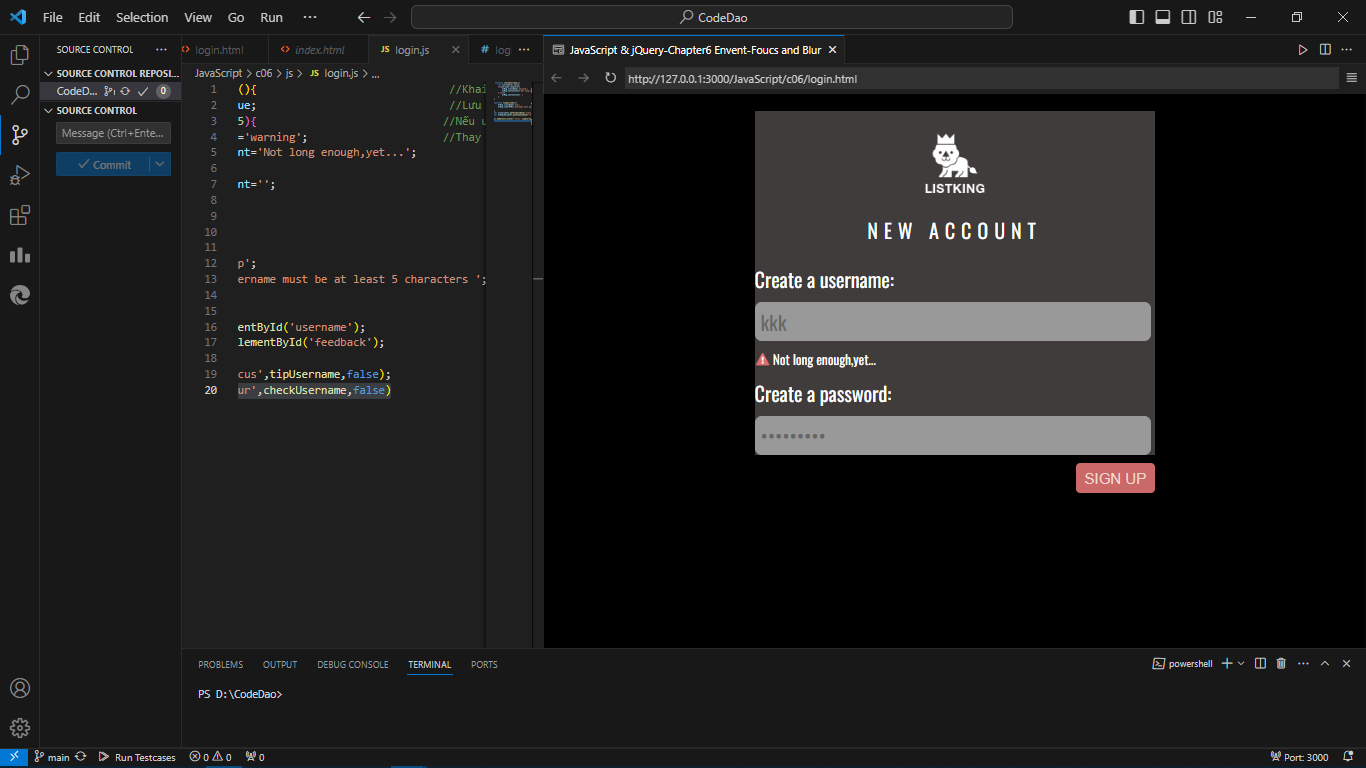 File Edit Selection View Go Run ··· CodeDao
SOURCE CONTROL ···
SOURCE CONTROL REPOSI...
CodeD... 0
SOURCE CONTROL
Message (Ctrl+Ente...
Commit
login.html index.html JS login.js # log ···
JavaScript > c06 > js > JS login.js > ...
1 (){ //Khai
2 ue; //Lưu
3 5){ //Nếu
4 ='warning'; //Thay
5 nt='Not long enough,yet...';
6
7 nt='';
8
9
10
11
12 p';
13 ername must be at least 5 characters ';
14
15
16 entById('username');
17 lementById('feedback');
18
19 cus',tipUsername,false);
20 ur',checkUsername,false)
JavaScript & jQuery-Chapter6 Envent-Foucs and Blur
http://127.0.0.1:3000/JavaScript/c06/login.html
LISTKING
NEW ACCOUNT
Create a username:
kkk
Not long enough,yet...
Create a password:
•••••••••
SIGN UP
PROBLEMS OUTPUT DEBUG CONSOLE TERMINAL PORTS
powershell
PS D:\CodeDao>
main Run Testcases 0 0 0 Port: 3000